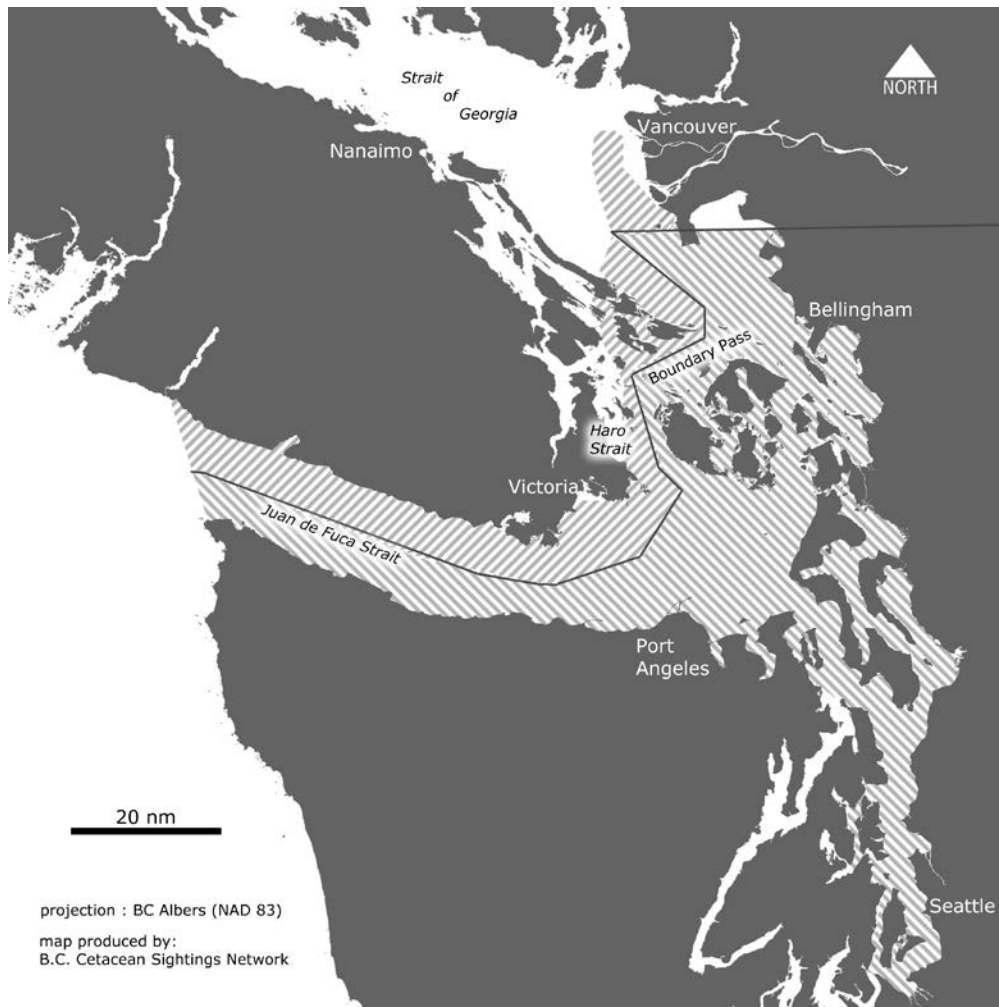 Strait
of
Georgia
NORTH
Vancouver
Nanaimo
Bellingham
Boundary Pass
Haro
Strait
Victoria
Juan de Fuca Strait
Port
Angeles
20 nm
Seattle
projection : BC Albers (NAD 83)
map produced by:
B.C. Cetacean Sightings Network